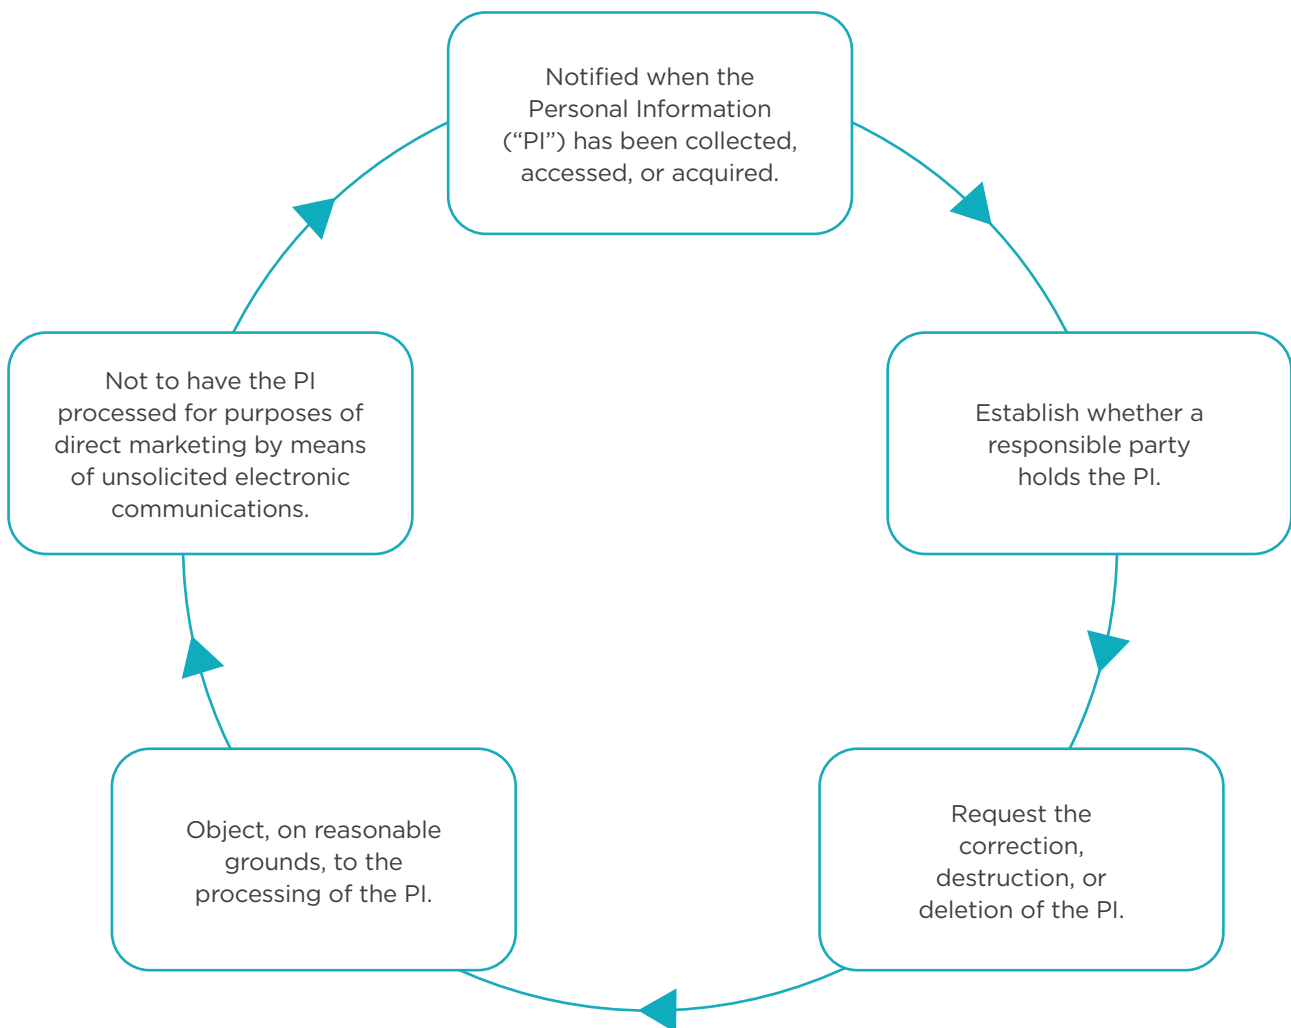 Notified when the
Personal Information
(“PI”) has been collected,
accessed, or acquired.
Establish whether a
responsible party
holds the PI.
Request the
correction,
destruction, or
deletion of the PI.
Object, on reasonable
grounds, to the
processing of the PI.
Not to have the PI
processed for purposes of
direct marketing by means
of unsolicited electronic
communications.